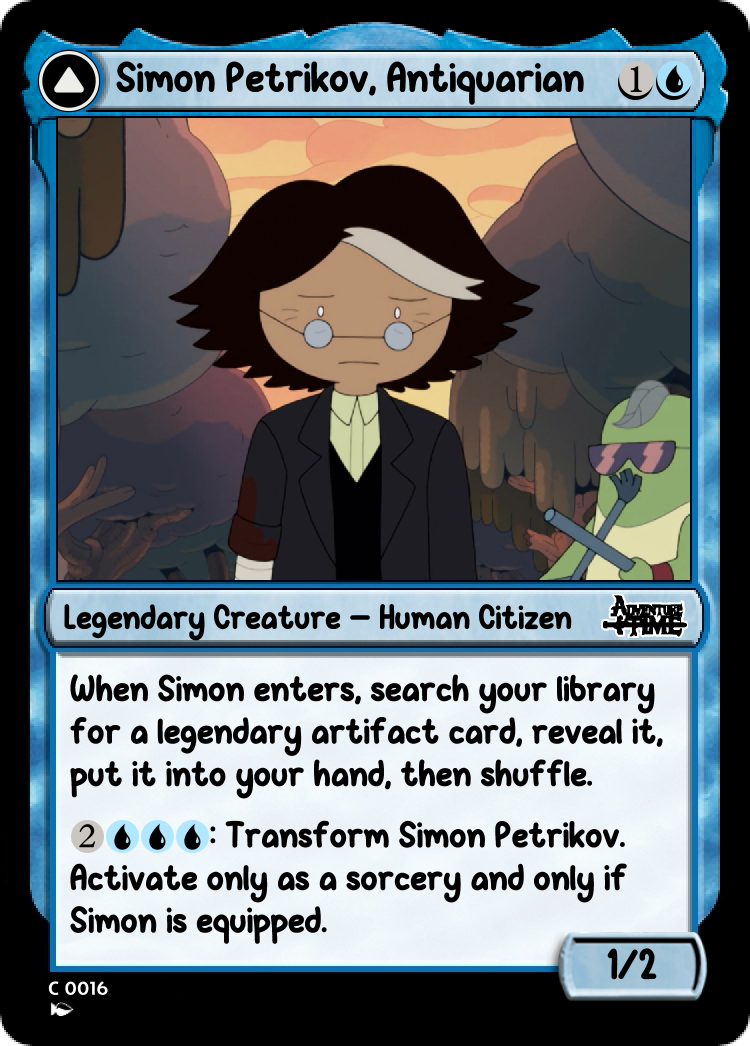 Simon Petrikov, Antiquarian 1
Legendary Creature – Human Citizen ADVENTURE TIME
When Simon enters, search your library
for a legendary artifact card, reveal it,
put it into your hand, then shuffle.
2: Transform Simon Petrikov.
Activate only as a sorcery and only if
Simon is equipped.
1/2
C 0016